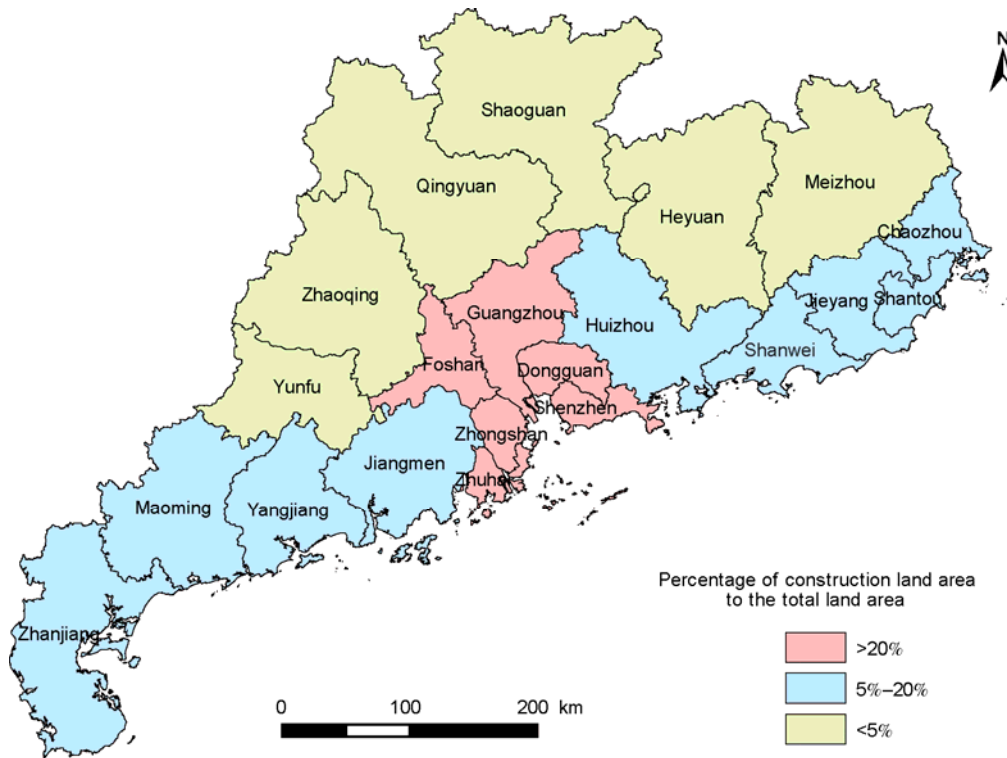 N
Shaoguan
Meizhou
Qingyuan
Heyuan
Chaozhou
Zhaoqing
Jieyang
Shantou
Guangzhou
Huizhou
Shanwei
Foshan
Dongguan
Yunfu
Shenzhen
Zhongshan
Jiangmen
Zhuhai
Maoming
Yangjiang
Zhanjiang
Percentage of construction land area
to the total land area
>20%
5%–20%
<5%
0 100 200 km